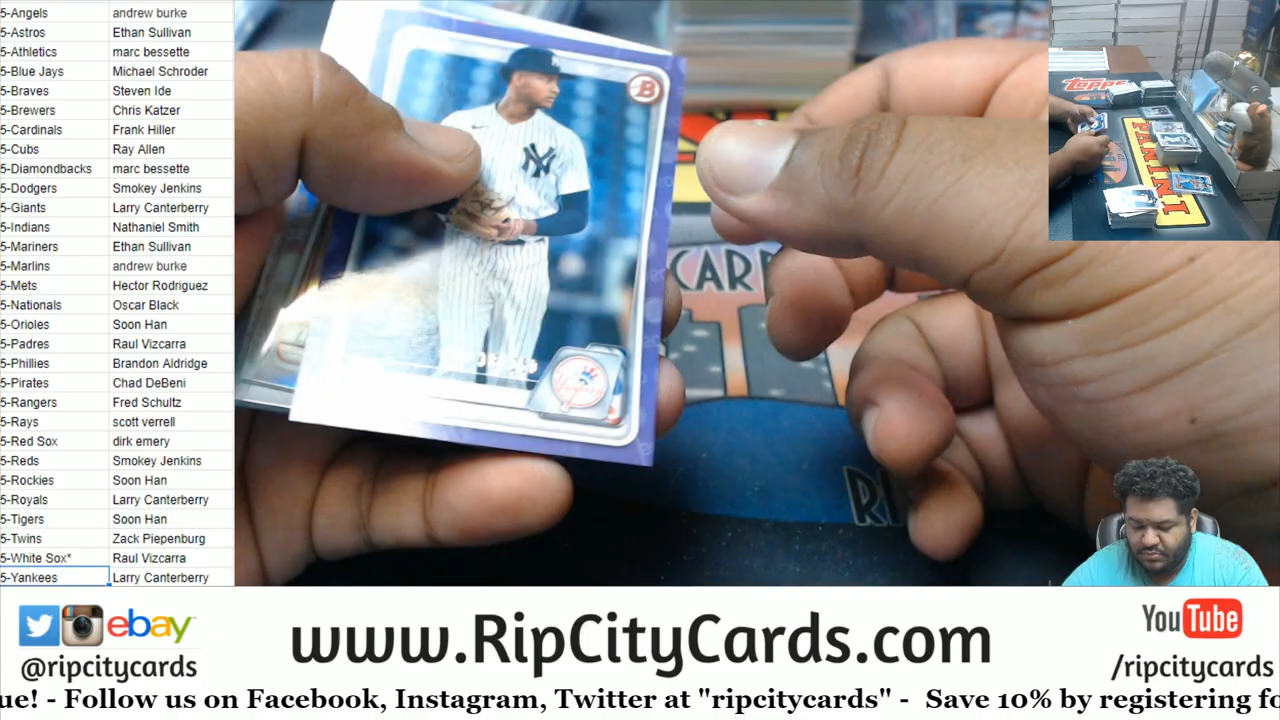 5-Angels andrew burke
5-Astros Ethan Sullivan
5-Athletics marc bessette
5-Blue Jays Michael Schroder
5-Braves Steven Ide
5-Brewers Chris Katzer
5-Cardinals Frank Hiller
5-Cubs Ray Allen
5-Diamondbacks marc bessette
5-Dodgers Smokey Jenkins
5-Giants Larry Canterberry
5-Indians Nathaniel Smith
5-Mariners Ethan Sullivan
5-Marlins andrew burke
5-Mets Hector Rodriguez
5-Nationals Oscar Black
5-Orioles Soon Han
5-Padres Raul Vizcarra
5-Phillies Brandon Aldridge
5-Pirates Chad DeBeni
5-Rangers Fred Schultz
5-Rays scott verrell
5-Red Sox dirk emery
5-Reds Smokey Jenkins
5-Rockies Soon Han
5-Royals Larry Canterberry
5-Tigers Soon Han
5-Twins Zack Piepenburg
5-White Sox* Raul Vizcarra
5-Yankees Larry Canterberry
B
NY
CAR
RI
Topps
PANINI
ebay
@ripcitycards
www.RipCityCards.com
YouTube
/ripcitycards
ue! - Follow us on Facebook, Instagram, Twitter at "ripcitycards" - Save 10% by registering fo